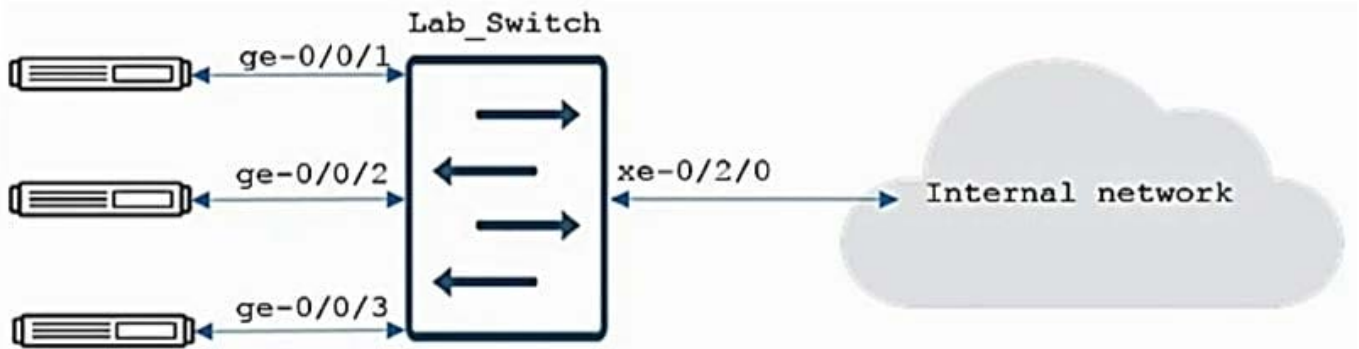 Lab_Switch
ge-0/0/1
ge-0/0/2
xe-0/2/0
Internal network
ge-0/0/3